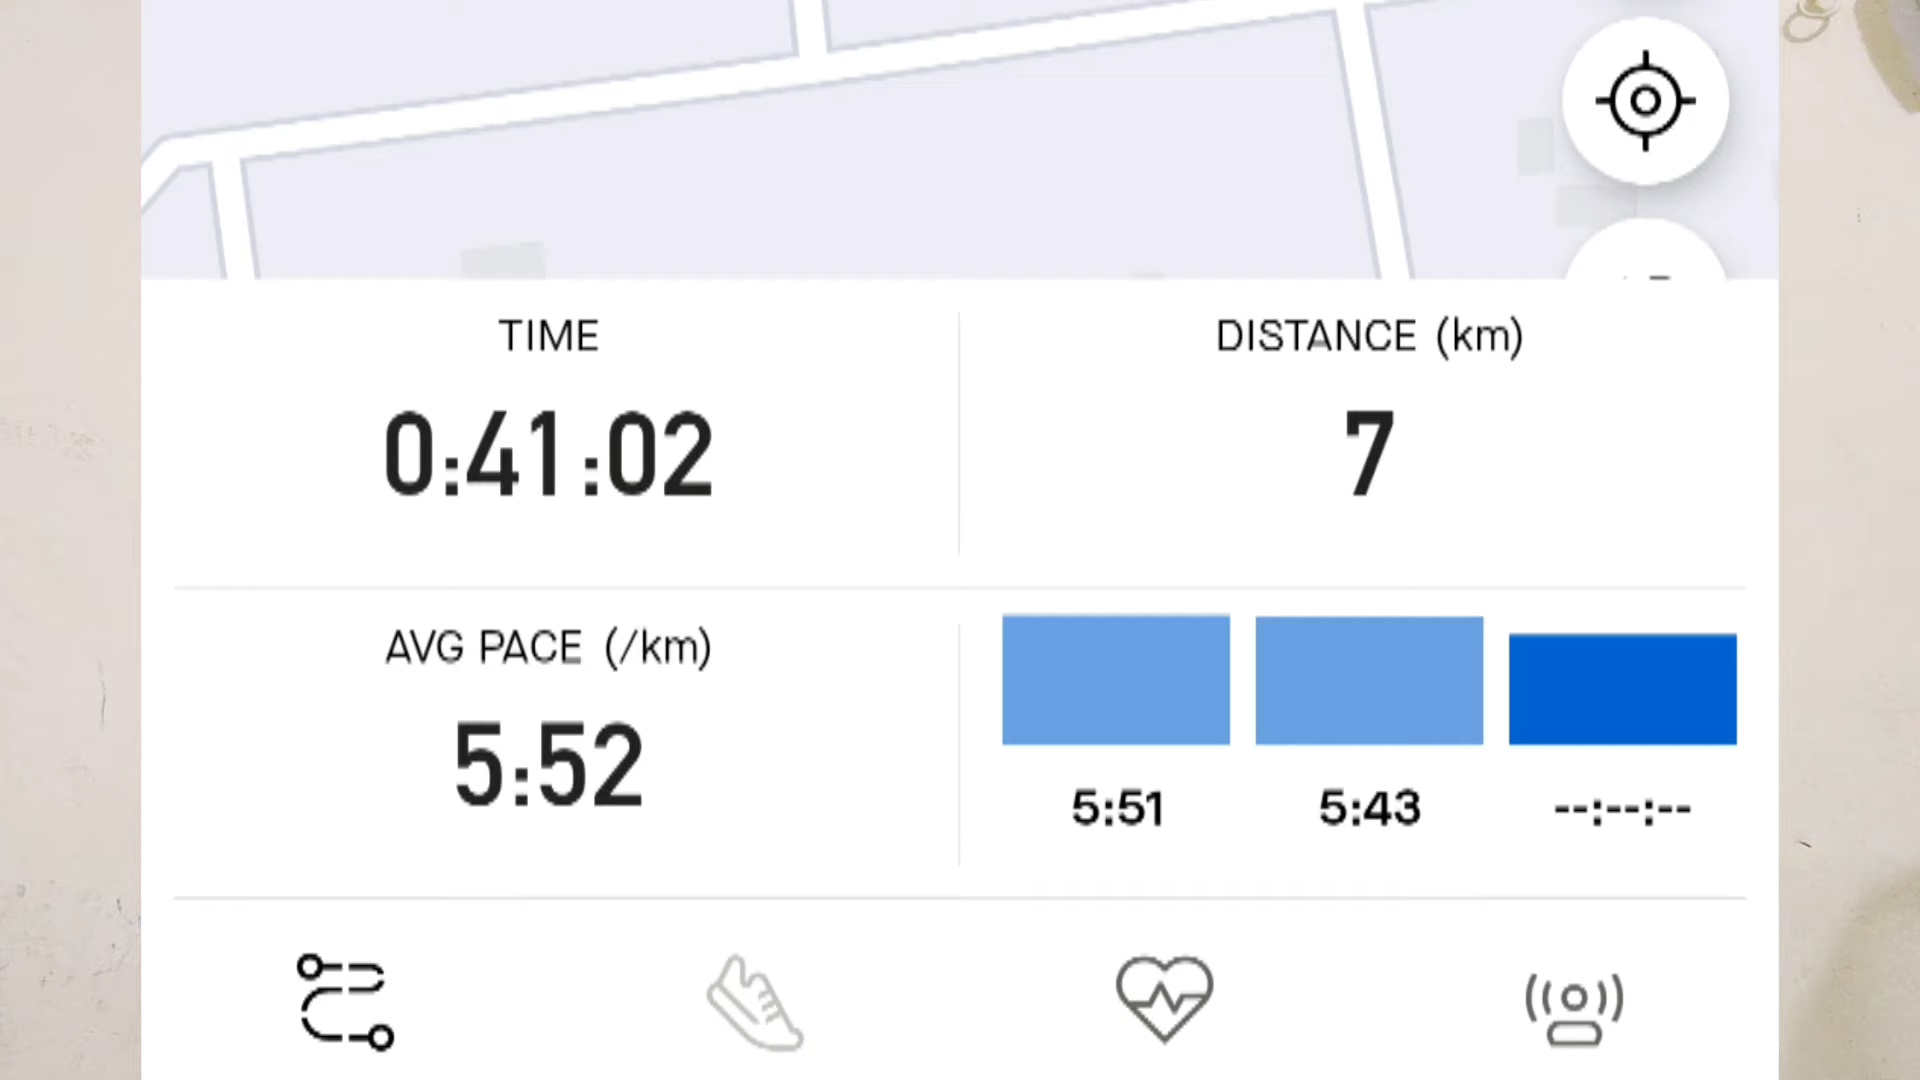 TIME
0:41:02
DISTANCE (km)
7
AVG PACE (/km)
5:52
5:51
5:43
--:--:--